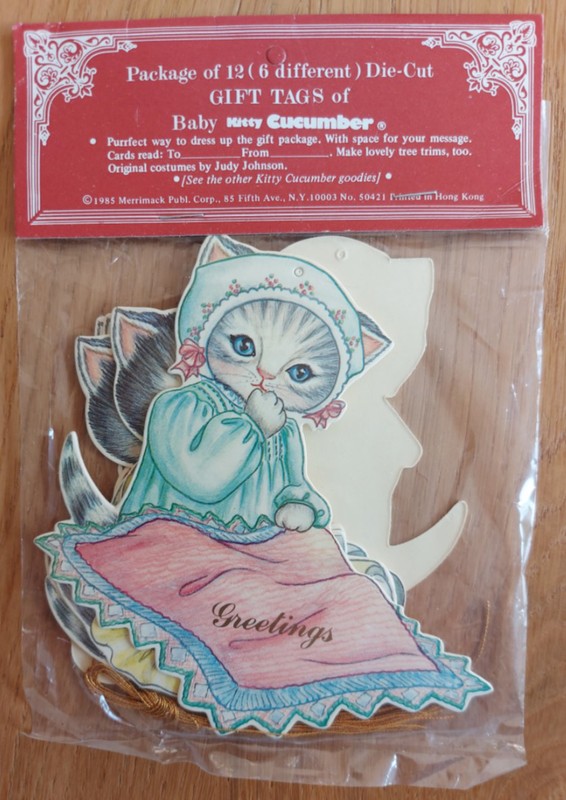 Package of 12 ( 6 different ) Die-Cut
GIFT TAGS of
Baby Kitty Cucumber ®
• Purrfect way to dress up the gift package. With space for your message.
Cards read: To__________From__________. Make lovely tree trims, too.
Original costumes by Judy Johnson.
•[See the other Kitty Cucumber goodies] •
©1985 Merrimack Publ. Corp., 85 Fifth Ave., N.Y.10003 No. 50421 Printed in Hong Kong
Greetings